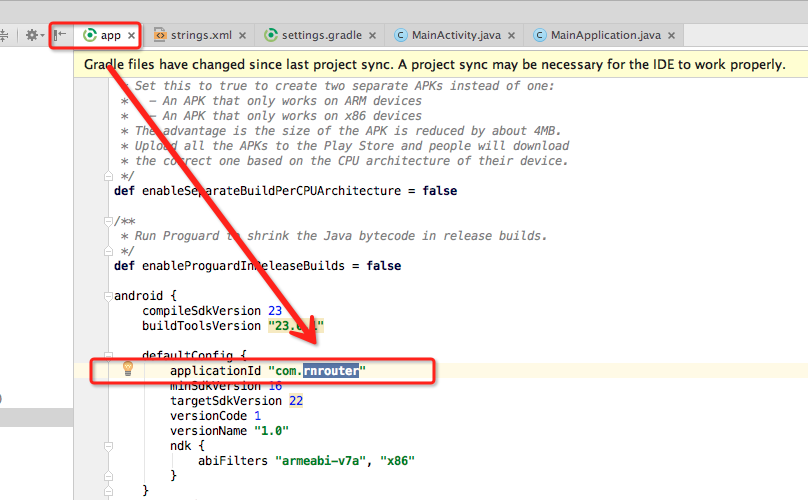 app × strings.xml × settings.gradle × MainActivity.java × MainApplication.java ×
Gradle files have changed since last project sync. A project sync may be necessary for the IDE to work properly.
* Set this to true to create two separate APKs instead of one:
*   - An APK that only works on ARM devices
*   - An APK that only works on x86 devices
* The advantage is the size of the APK is reduced by about 4MB.
* Upload all the APKs to the Play Store and people will download
* the correct one based on the CPU architecture of their device.
*/
def enableSeparateBuildPerCPUArchitecture = false
/**
* Run Proguard to shrink the Java bytecode in release builds.
*/
def enableProguardInReleaseBuilds = false
android {
compileSdkVersion 23
buildToolsVersion "23.
defaultConfig {
applicationId "com.rnrouter"
minSdkVersion 16
targetSdkVersion 22
versionCode 1
versionName "1.0"
ndk {
abiFilters "armeabi-v7a", "x86"
}
}